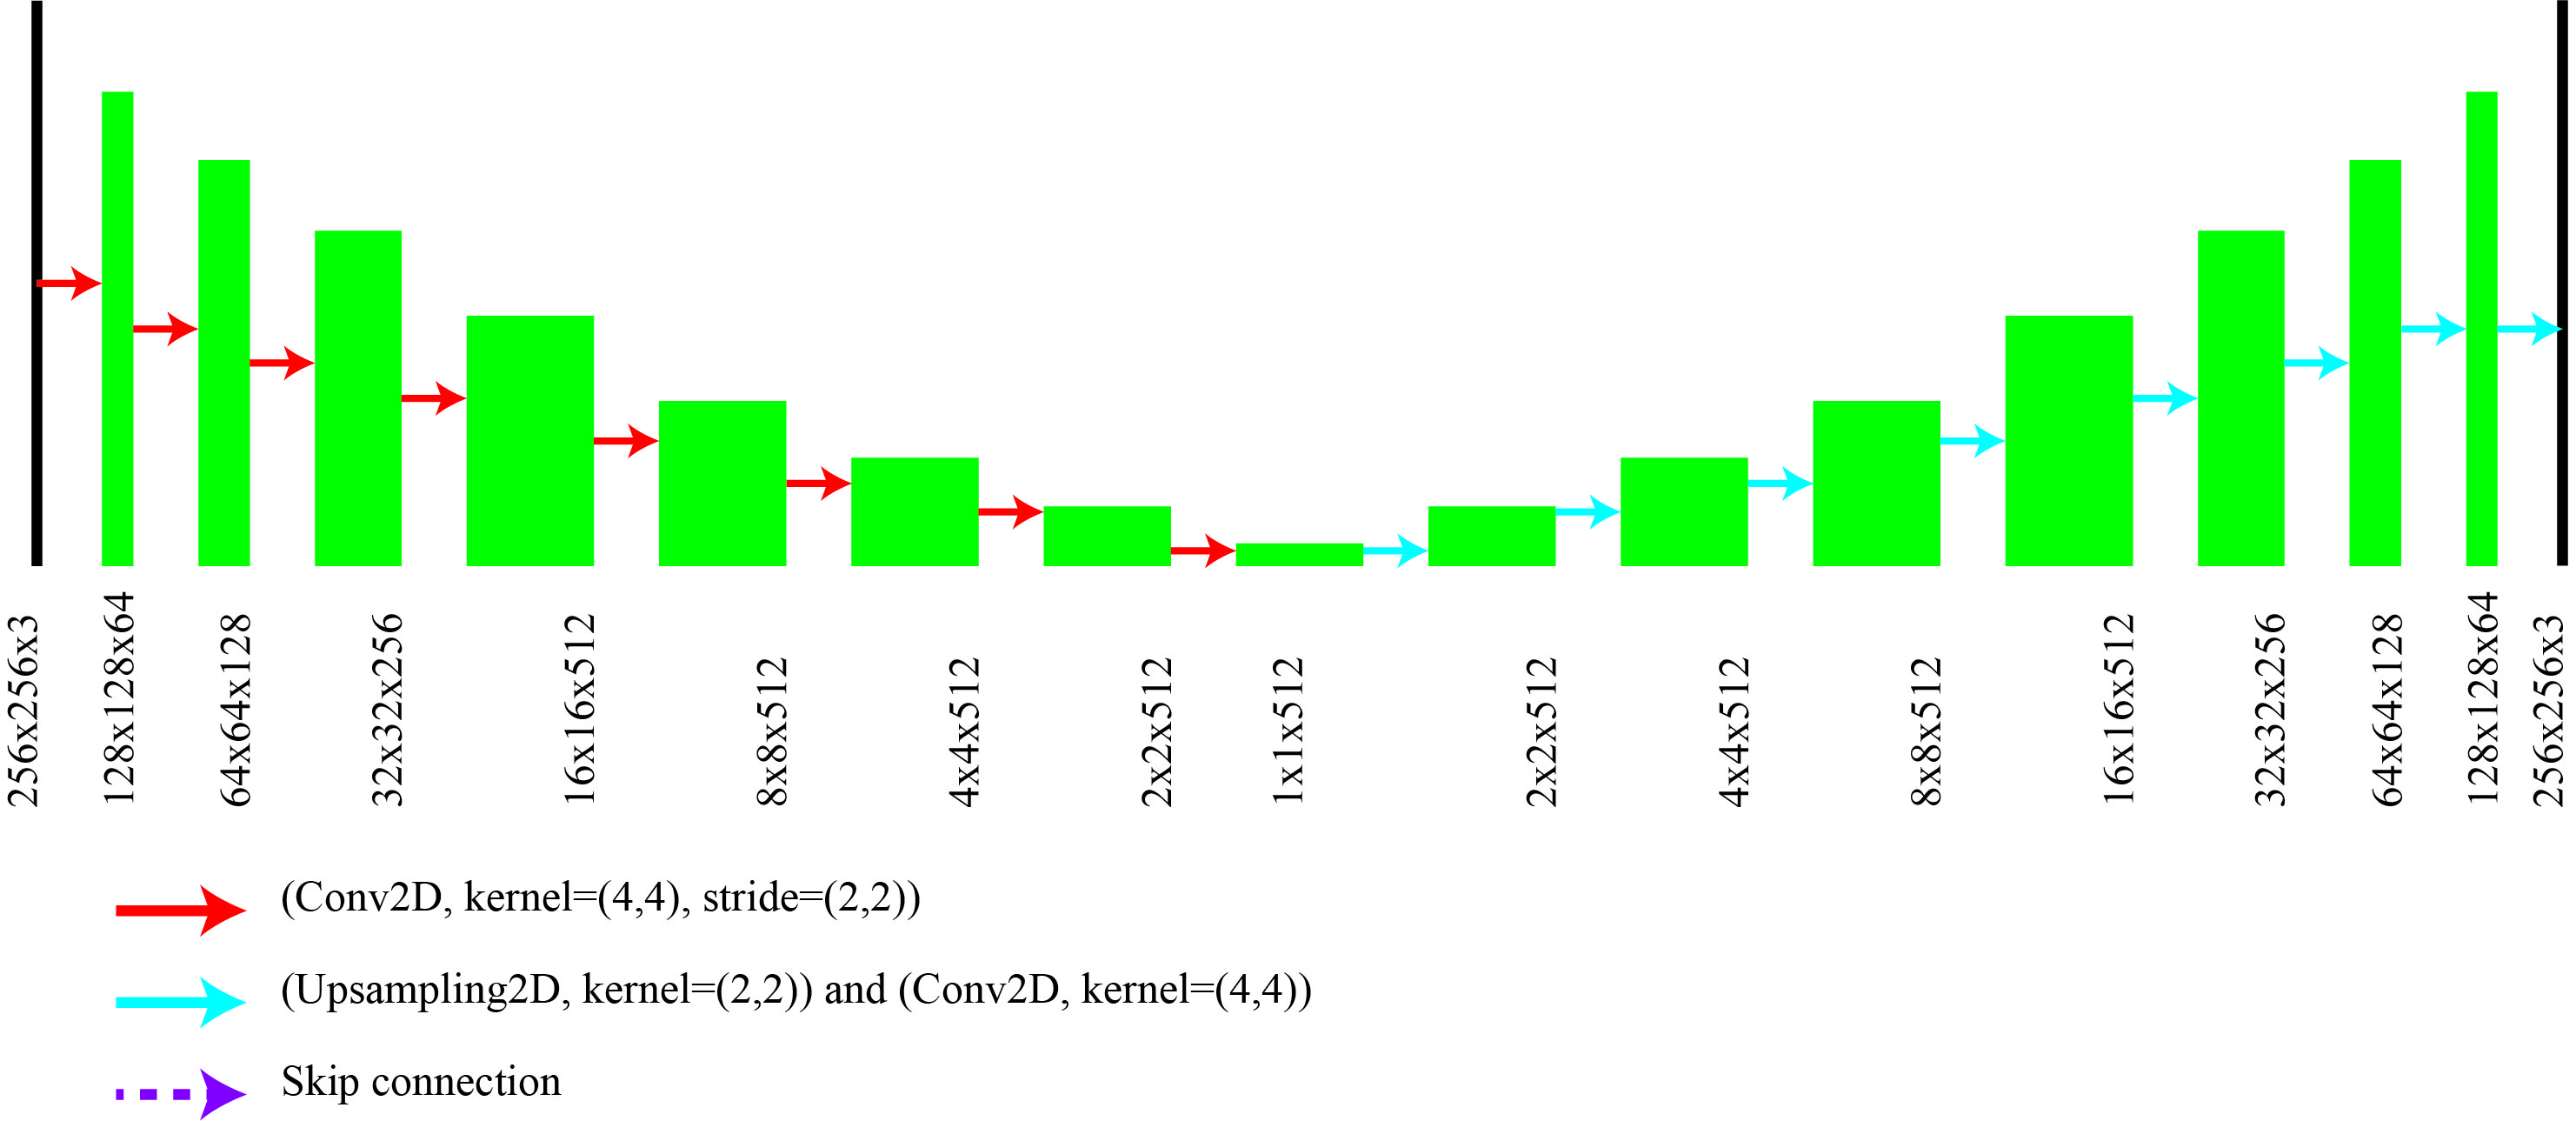 256x256x3
128x128x64
64x64x128
32x32x256
16x16x512
8x8x512
4x4x512
2x2x512
1x1x512
2x2x512
4x4x512
8x8x512
16x16x512
32x32x256
64x64x128
128x128x64
256x256x3
(Conv2D, kernel=(4,4), stride=(2,2))
(Upsampling2D, kernel=(2,2)) and (Conv2D, kernel=(4,4))
Skip connection